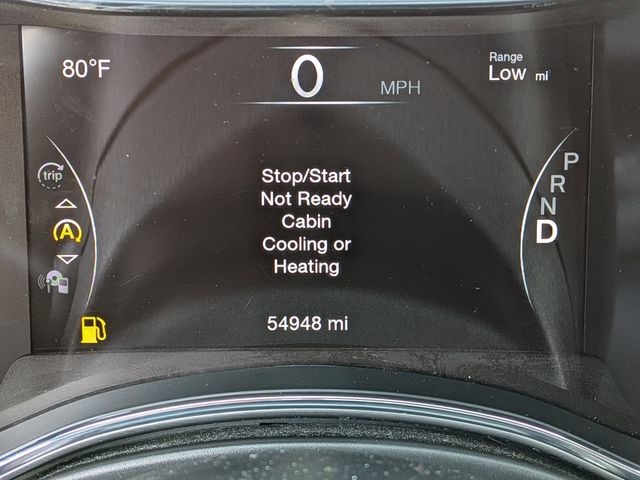 80°F
0
MPH
Range
Low mi
Stop/Start
Not Ready
Cabin
Cooling or
Heating
trip
A
P
R
N
D
54948 mi